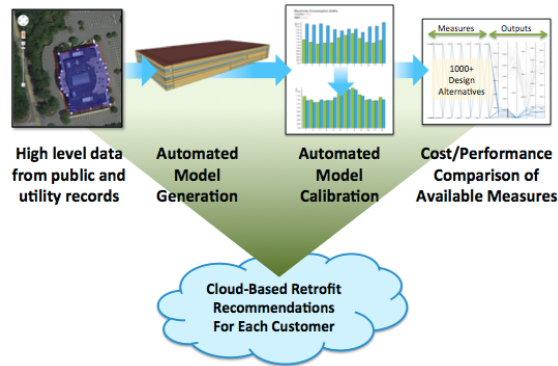 Measures
Outputs
1000+
Design
Alternatives
High level data
from public and
utility records
Automated
Model
Generation
Automated
Model
Calibration
Cost/Performance
Comparison of
Available Measures
Cloud-Based Retrofit
Recommendations
For Each Customer